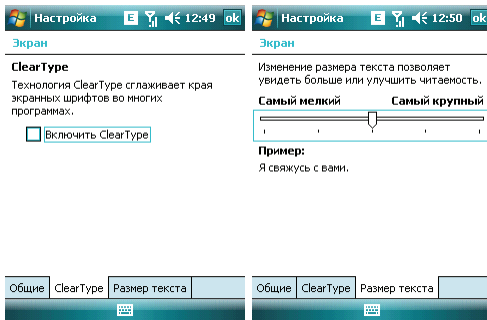 Настройка E 12:49 ok
Экран
ClearType
Технология ClearType сглаживает края
экранных шрифтов во многих
программах.
Включить ClearType
Общие ClearType Размер текста
Настройка E 12:50 ok
Экран
Изменение размера текста позволяет
увидеть больше или улучшить читаемость.
Самый мелкий Самый крупный
Пример:
Я свяжусь с вами.
Общие ClearType Размер текста